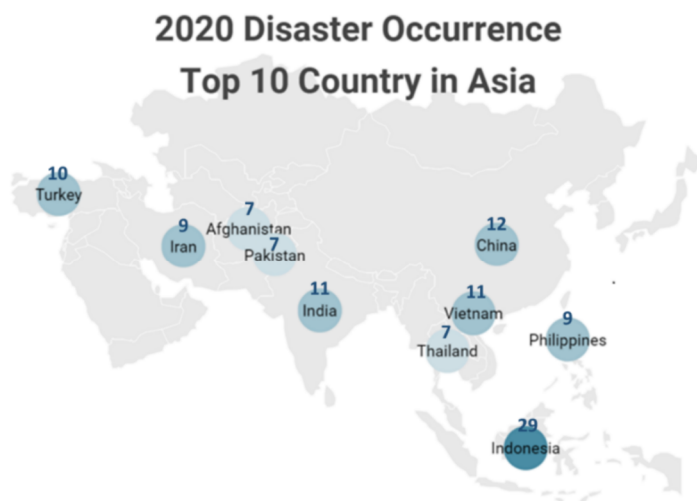 2020 Disaster Occurrence
Top 10 Country in Asia
10
Turkey
9
Iran
7
Afghanistan
7
Pakistan
11
India
12
China
11
Vietnam
7
Thailand
9
Philippines
29
Indonesia